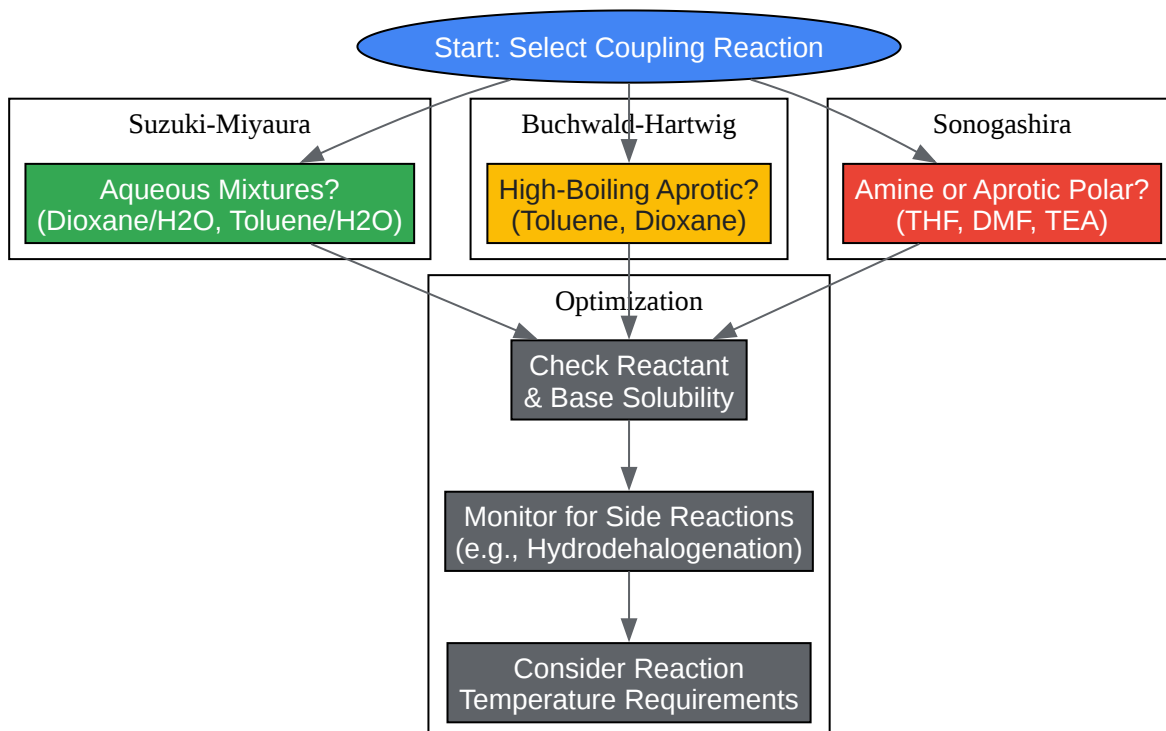 Start: Select Coupling Reaction
Suzuki-Miyaura
Buchwald-Hartwig
Sonogashira
Aqueous Mixtures?
(Dioxane/H2O, Toluene/H2O)
High-Boiling Aprotic?
(Toluene, Dioxane)
Amine or Aprotic Polar?
(THF, DMF, TEA)
Optimization
Check Reactant
& Base Solubility
Monitor for Side Reactions
(e.g., Hydrodehalogenation)
Consider Reaction
Temperature Requirements